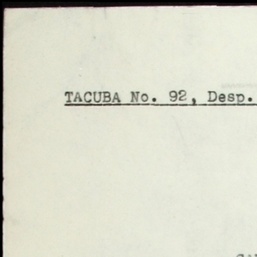 TACUBA No. 92, Desp.